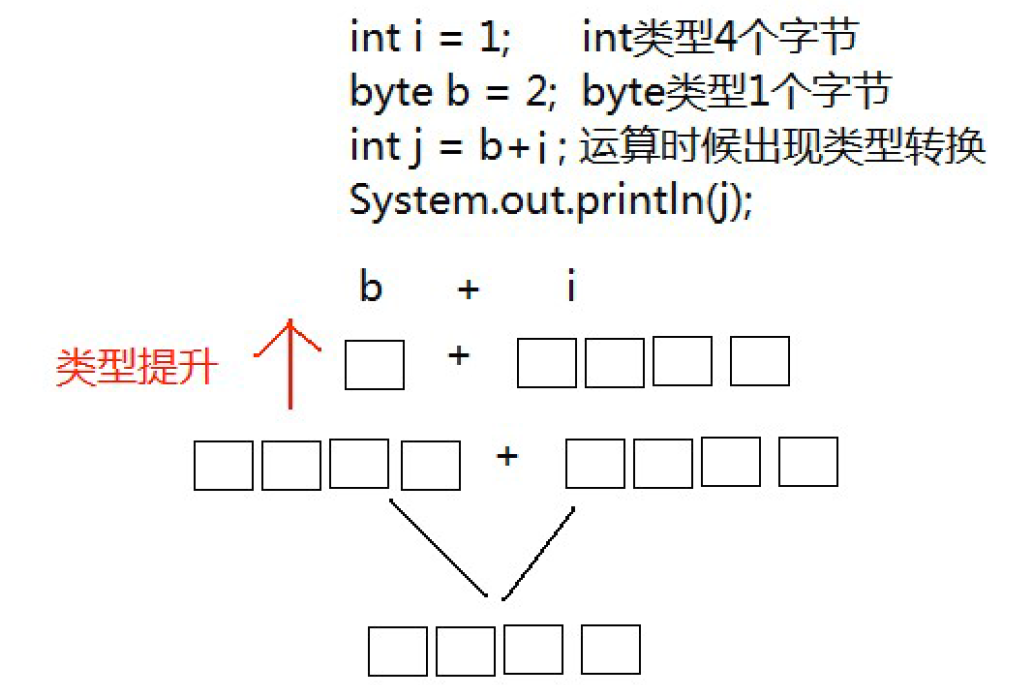 int i = 1; int类型4个字节
byte b = 2; byte类型1个字节
int j = b+i ; 运算时候出现类型转换
System.out.println(j);
b + i
类型提升
+
+